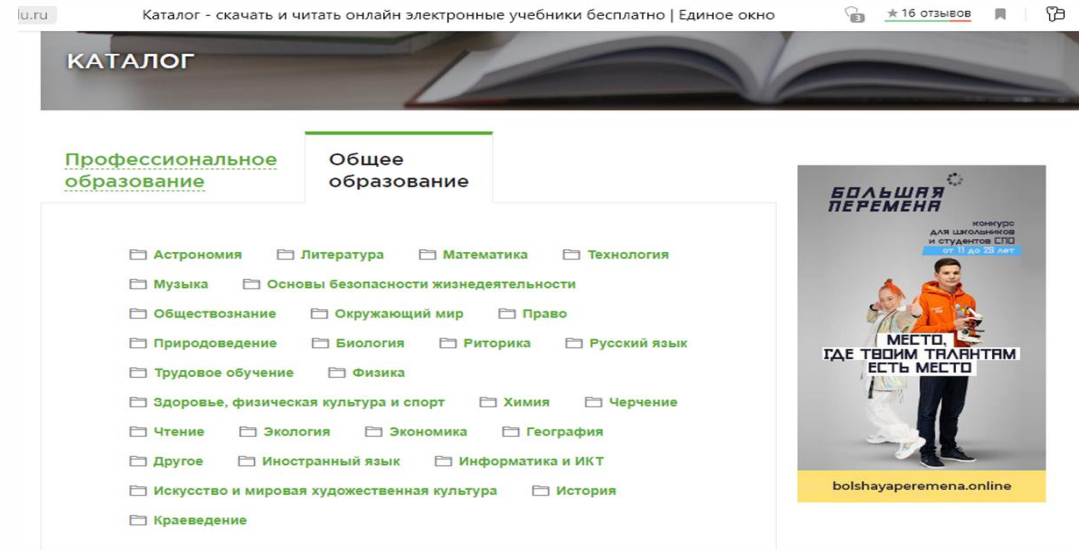 du.ru
Каталог - скачать и читать онлайн электронные учебники бесплатно | Единое окно
3
★ 16 отзывов
КАТАЛОГ
Профессиональное
образование
Общее
образование
Астрономия Литература Математика Технология
Музыка Основы безопасности жизнедеятельности
Обществознание Окружающий мир Право
Природоведение Биология Риторика Русский язык
Трудовое обучение Физика
Здоровье, физическая культура и спорт Химия Черчение
Чтение Экология Экономика География
Другое Иностранный язык Информатика и ИКТ
Искусство и мировая художественная культура История
Краеведение
БОЛЬШАЯ
ПЕРЕМЕНА
конкурс
для школьников
и студентов СПО
от 11 до 25 лет
МЕСТО,
ГДЕ ТВОИМ ТАЛАНТАМ
ЕСТЬ МЕСТО
bolshayaperemena.online